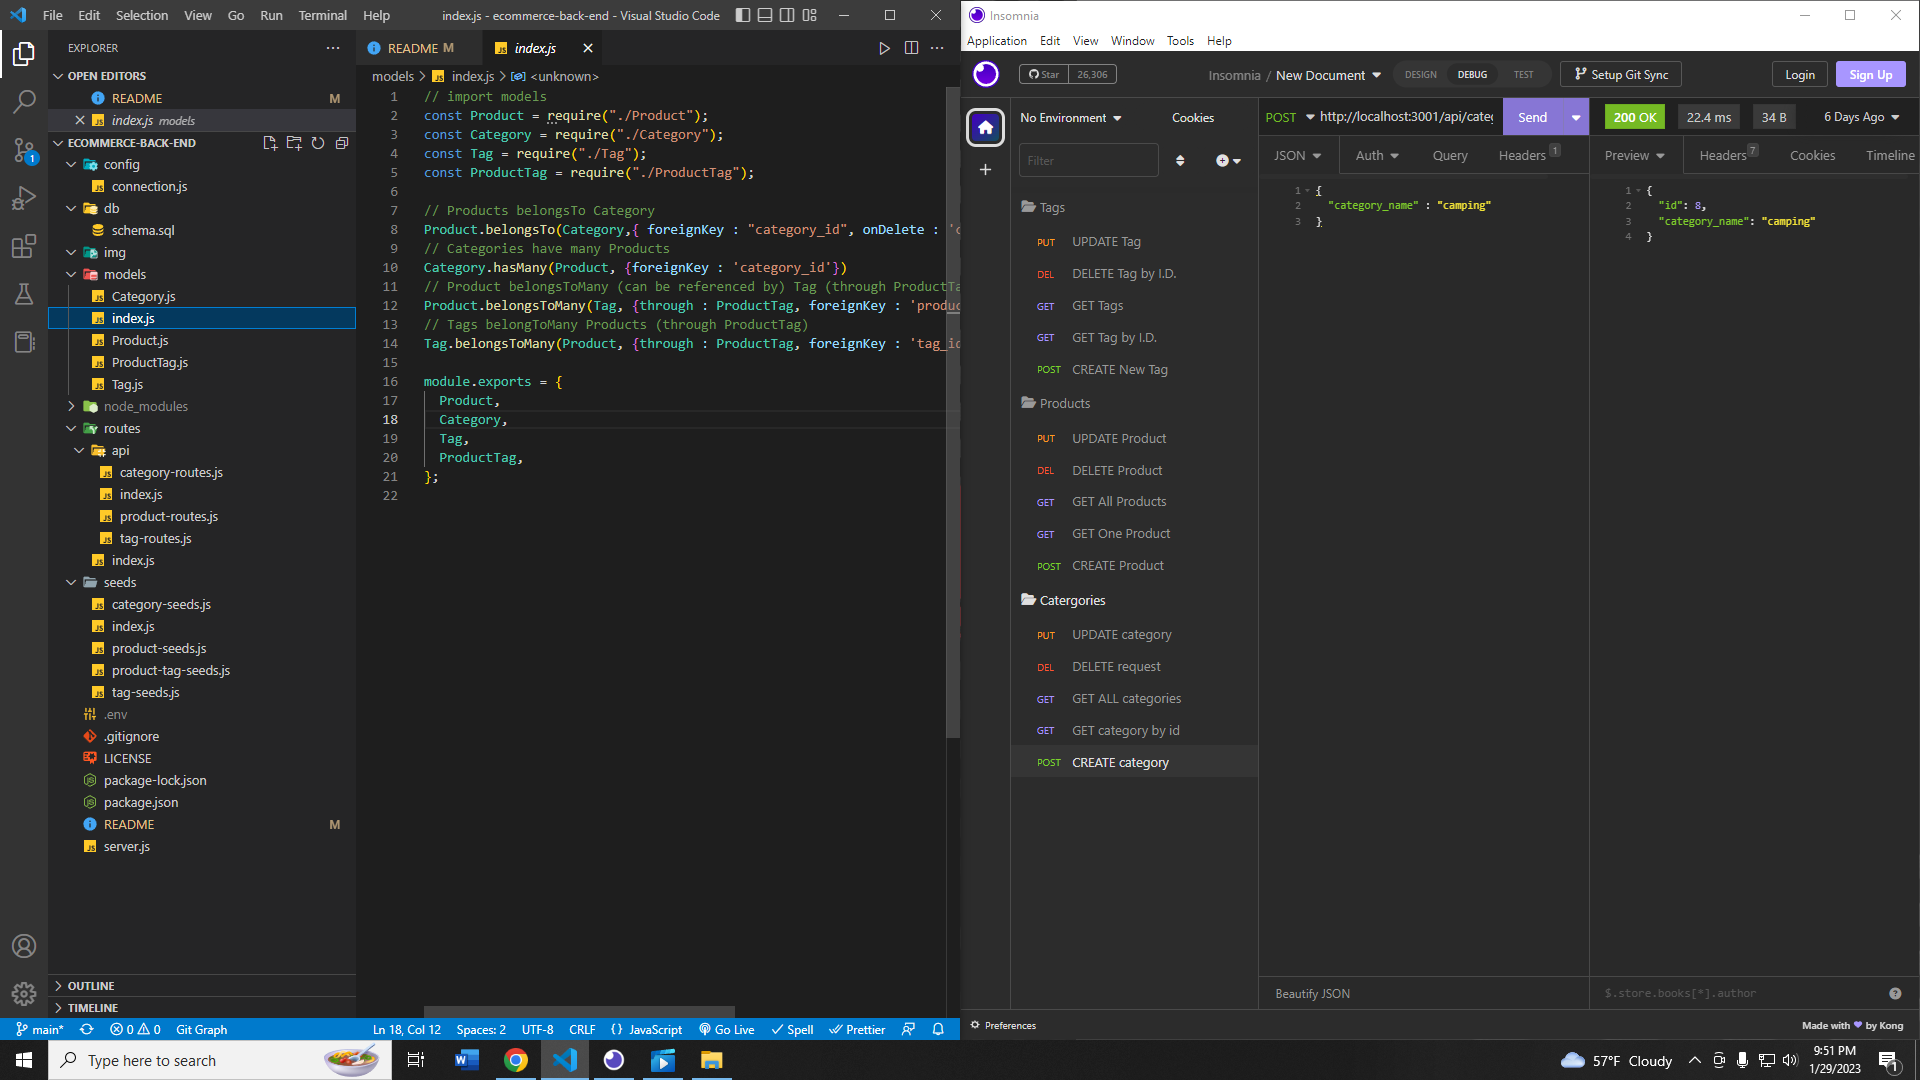 File Edit Selection View Go Run Terminal Help index.js - ecommerce-back-end - Visual Studio Code
EXPLORER
OPEN EDITORS
README M
index.js models
ECOMMERCE-BACK-END
config
connection.js
db
schema.sql
img
models
Category.js
index.js
Product.js
ProductTag.js
Tag.js
node_modules
routes
api
category-routes.js
index.js
product-routes.js
tag-routes.js
index.js
seeds
category-seeds.js
index.js
product-seeds.js
product-tag-seeds.js
tag-seeds.js
.env
.gitignore
LICENSE
package-lock.json
package.json
README M
server.js
OUTLINE
TIMELINE
1
README M index.js
models > index.js > <unknown>
1 // import models
2 const Product = require("./Product");
3 const Category = require("./Category");
4 const Tag = require("./Tag");
5 const ProductTag = require("./ProductTag");
6
7 // Products belongsTo Category
8 Product.belongsTo(Category,{ foreignKey : "category_id", onDelete : 'c
9 // Categories have many Products
10 Category.hasMany(Product, {foreignKey : 'category_id'})
11 // Product belongsToMany (can be referenced by) Tag (through ProductTa
12 Product.belongsToMany(Tag, {through : ProductTag, foreignKey : 'produc
13 // Tags belongToMany Products (through ProductTag)
14 Tag.belongsToMany(Product, {through : ProductTag, foreignKey : 'tag_id
15
16 module.exports = {
17 Product,
18 Category,
19 Tag,
20 ProductTag,
21 };
22
main* 0 0 Git Graph Ln 18, Col 12 Spaces: 2 UTF-8 CRLF {} JavaScript Go Live Spell Prettier
Insomnia
Application Edit View Window Tools Help
Star 26,306 Insomnia / New Document DESIGN DEBUG TEST Setup Git Sync Login Sign Up
No Environment Cookies
Filter
Tags
PUT UPDATE Tag
DEL DELETE Tag by I.D.
GET GET Tags
GET GET Tag by I.D.
POST CREATE New Tag
Products
PUT UPDATE Product
DEL DELETE Product
GET GET All Products
GET GET One Product
POST CREATE Product
Catergories
PUT UPDATE category
DEL DELETE request
GET GET ALL categories
GET GET category by id
POST CREATE category
POST http://localhost:3001/api/categ Send
JSON Auth Query Headers 1
1 {
2 "category_name" : "camping"
3 }
Beautify JSON
200 OK 22.4 ms 34 B 6 Days Ago
Preview Headers 7 Cookies Timeline
1 {
2 "id": 8,
3 "category_name": "camping"
4 }
$.store.books[*].author
Preferences Made with by Kong
Type here to search
57°F Cloudy
9:51 PM
1/29/2023
1